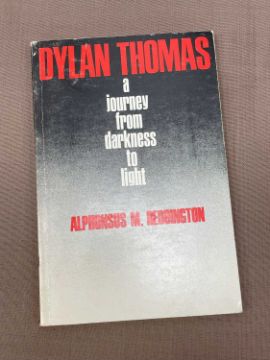 DYLAN THOMAS
a
journey
from
darkness
to
light
ALPHONSUS M. REDDINGTON